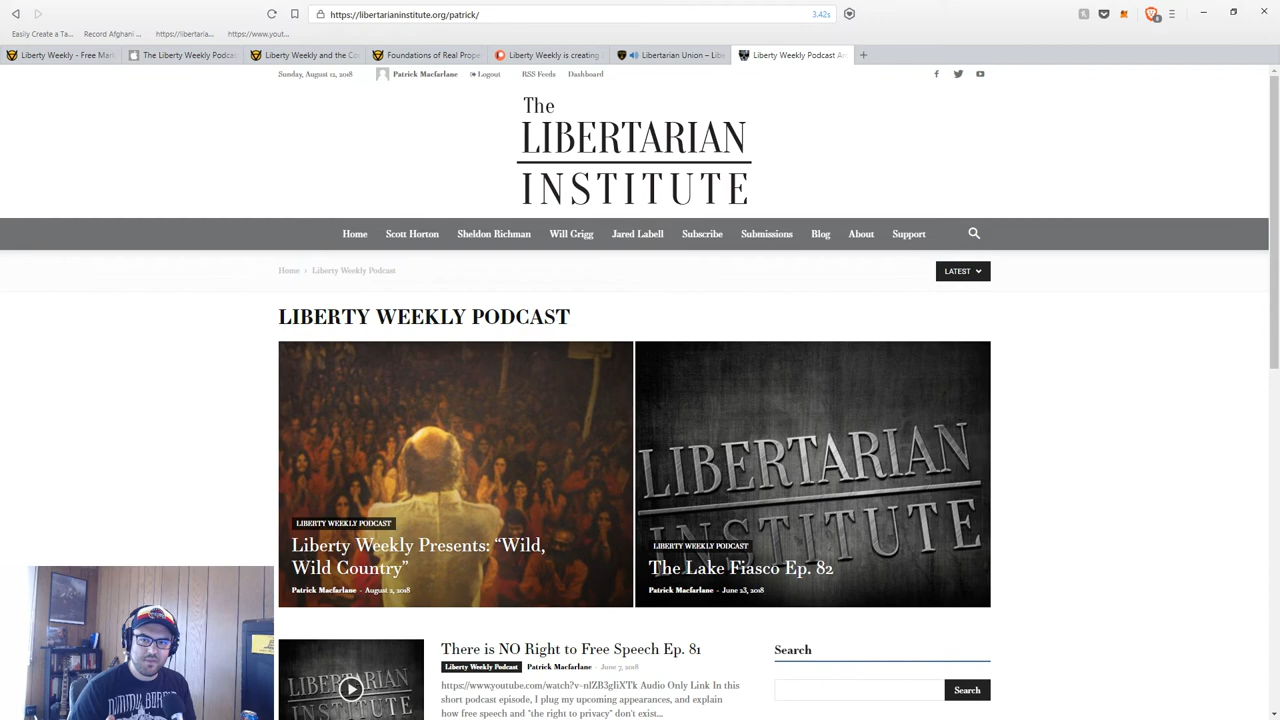 https://libertarianinstitute.org/patrick/
3.42s
Easily Create a Ta...
Record Afghani ...
https://libertaria...
https://www.yout...
Liberty Weekly - Free Mark
The Liberty Weekly Podcas
Liberty Weekly and the Co
Foundations of Real Prope
Liberty Weekly is creating
Libertarian Union – Libe
Liberty Weekly Podcast Ar
Sunday, August 12, 2018
Patrick Macfarlane
Logout
RSS Feeds
Dashboard
The
LIBERTARIAN
INSTITUTE
Home
Scott Horton
Sheldon Richman
Will Grigg
Jared Labell
Subscribe
Submissions
Blog
About
Support
Home › Liberty Weekly Podcast
LATEST
LIBERTY WEEKLY PODCAST
LIBERTY WEEKLY PODCAST
Liberty Weekly Presents: “Wild,
Wild Country”
Patrick Macfarlane - August 2, 2018
LIBERTARIAN
INSTITUTE
LIBERTY WEEKLY PODCAST
The Lake Fiasco Ep. 82
Patrick Macfarlane - June 23, 2018
LIBERTARIAN
INSTITUTE
There is NO Right to Free Speech Ep. 81
Liberty Weekly Podcast
Patrick Macfarlane - June 7, 2018
https://www.youtube.com/watch?v=nlZB3gIiXTk Audio Only Link In this
short podcast episode, I plug my upcoming appearances, and explain
how free speech and "the right to privacy" don't exist...
Search
Search